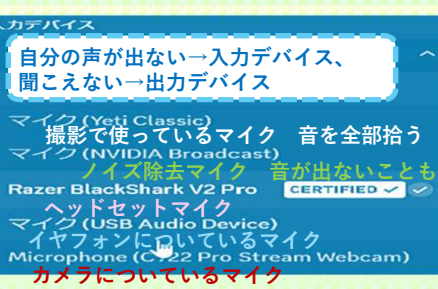 力デバイス
自分の声が出ない→入力デバイス、
聞こえない→出力デバイス
マイク (Yeti Classic)
撮影で使っているマイク 音を全部拾う
マイク (NVIDIA Broadcast)
ノイズ除去マイク 音が出ないことも
Razer BlackShark V2 Pro CERTIFIED
ヘッドセットマイク
マイク (USB Audio Device)
イヤフォンについているマイク
Microphone (C922 Pro Stream Webcam)
カメラについているマイク